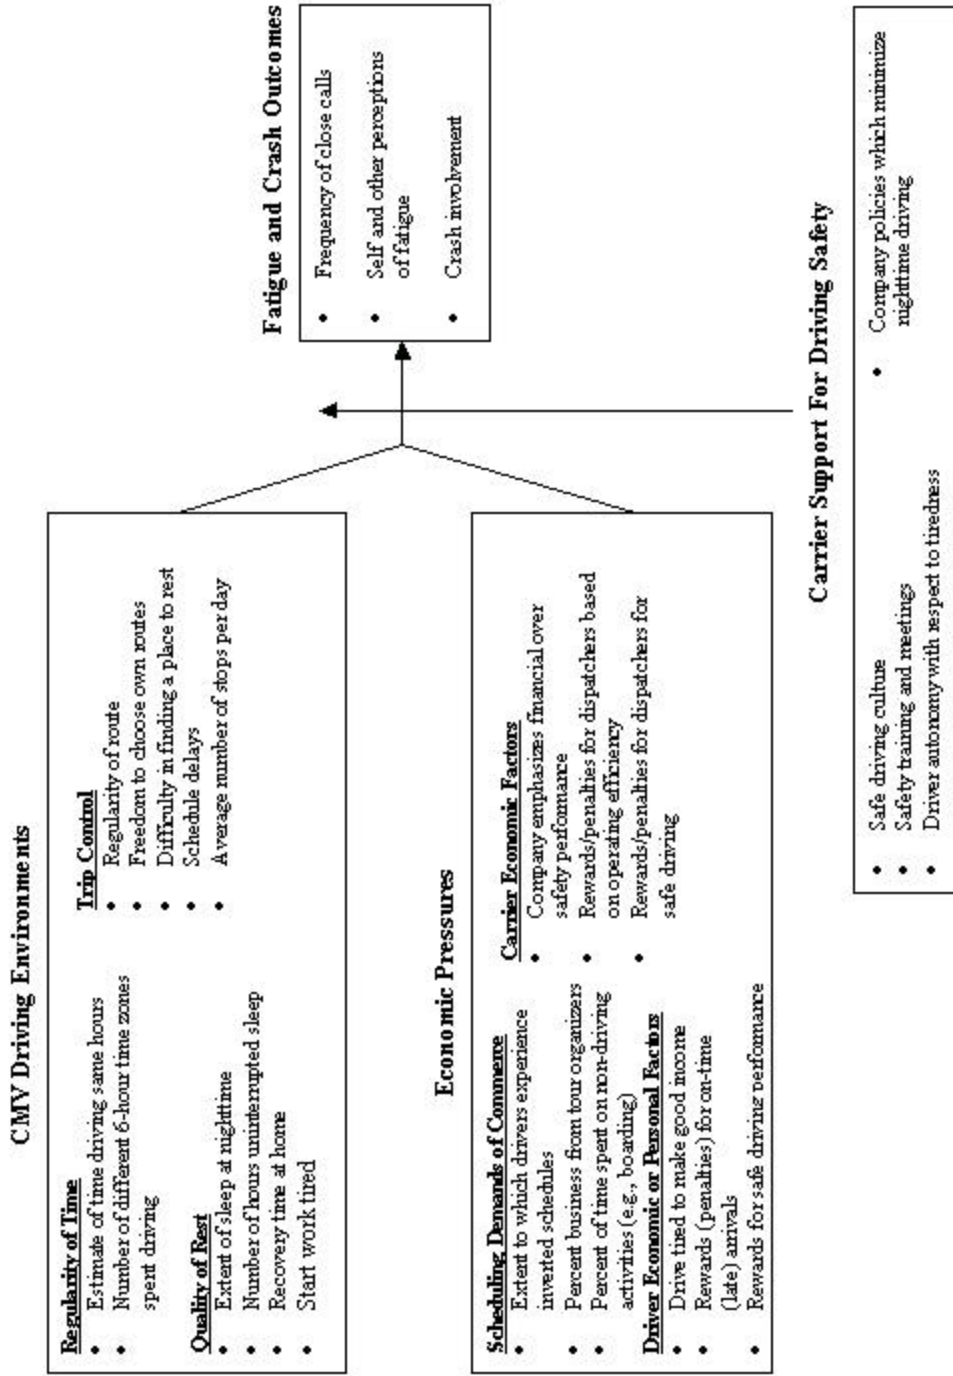 CMV Driving Environments
Regularity of Time
• Estimate of time driving same hours
• Number of different 6-hour time zones
spent driving
Quality of Rest
• Extent of sleep at nighttime
• Number of hours uninterrupted sleep
• Recovery time at home
• Start work tired
Trip Control
• Regularity of route
• Freedom to choose own routes
• Difficulty in finding a place to rest
• Schedule delays
• Average number of stops per day
Economic Pressures
Scheduling Demands of Commerce
• Extent to which drivers experience
inverted schedules
• Percent business from tour organizers
• Percent of time spent on non-driving
activities (e.g., boarding)
Driver Economic or Personal Factors
• Drive tired to make good income
• Rewards (penalties) for on-time
(late) arrivals
• Rewards for safe driving performance
Carrier Economic Factors
• Company emphasizes financial over
safety performance
• Rewards/penalties for dispatchers based
on operating efficiency
• Rewards/penalties for dispatchers for
safe driving
Fatigue and Crash Outcomes
• Frequency of close calls
• Self and other perceptions
of fatigue
• Crash involvement
Carrier Support For Driving Safety
• Safe driving culture
• Safety training and meetings
• Driver autonomy with respect to tiredness
• Company policies which minimize
nighttime driving